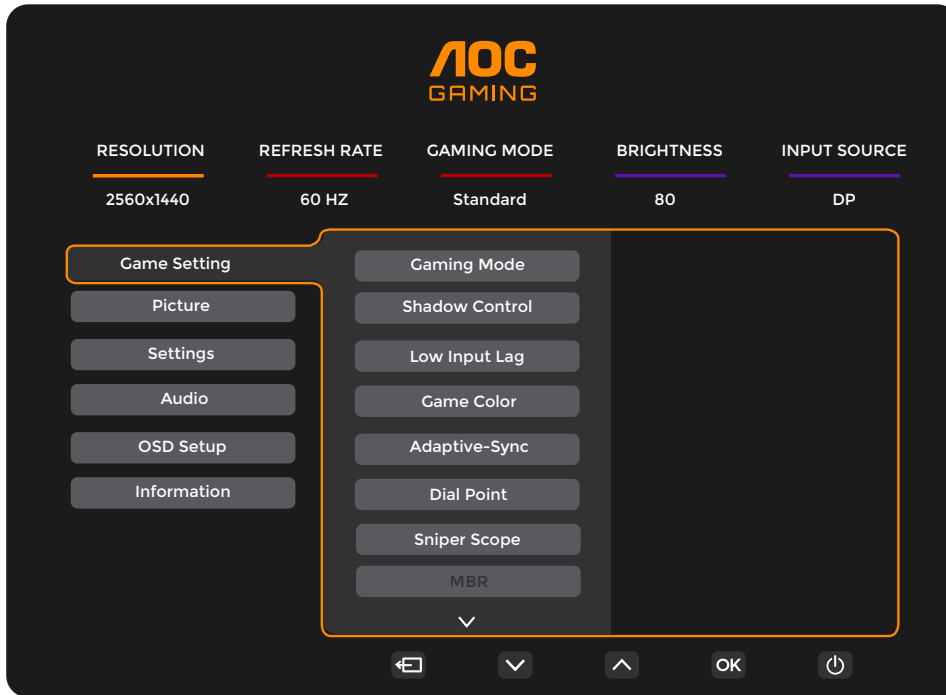 AOC
GAMING
RESOLUTION REFRESH RATE GAMING MODE BRIGHTNESS INPUT SOURCE
2560x1440 60 HZ Standard 80 DP
Game Setting
Picture
Settings
Audio
OSD Setup
Information
Gaming Mode
Shadow Control
Low Input Lag
Game Color
Adaptive-Sync
Dial Point
Sniper Scope
MBR
OK